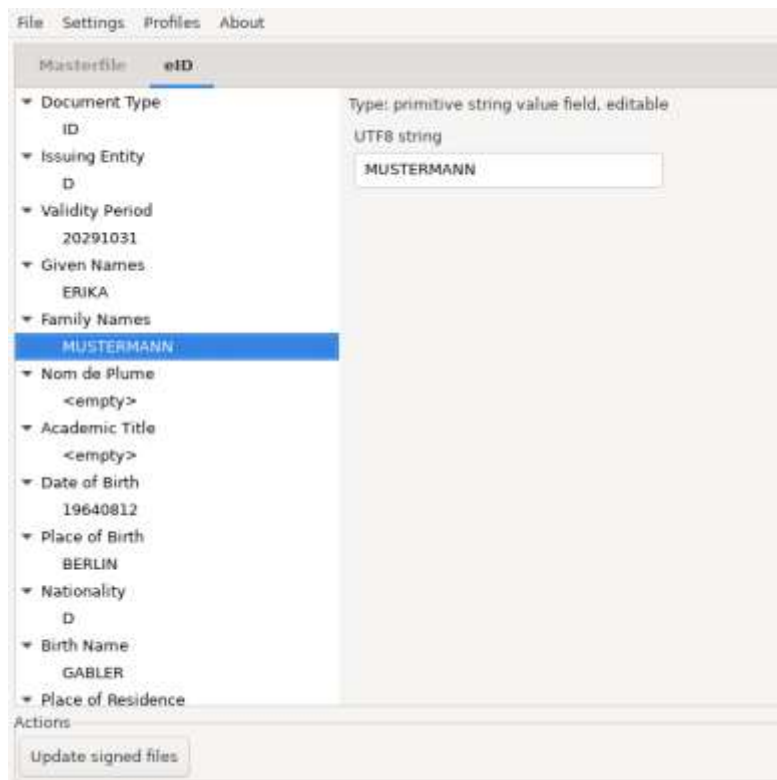 File Settings Profiles About
Masterfile eID
Document Type
ID
Issuing Entity
D
Validity Period
20291031
Given Names
ERIKA
Family Names
MUSTERMANN
Nom de Plume
<empty>
Academic Title
<empty>
Date of Birth
19640812
Place of Birth
BERLIN
Nationality
D
Birth Name
GABLER
Place of Residence
Type: primitive string value field, editable
UTF8 string
MUSTERMANN
Actions
Update signed files